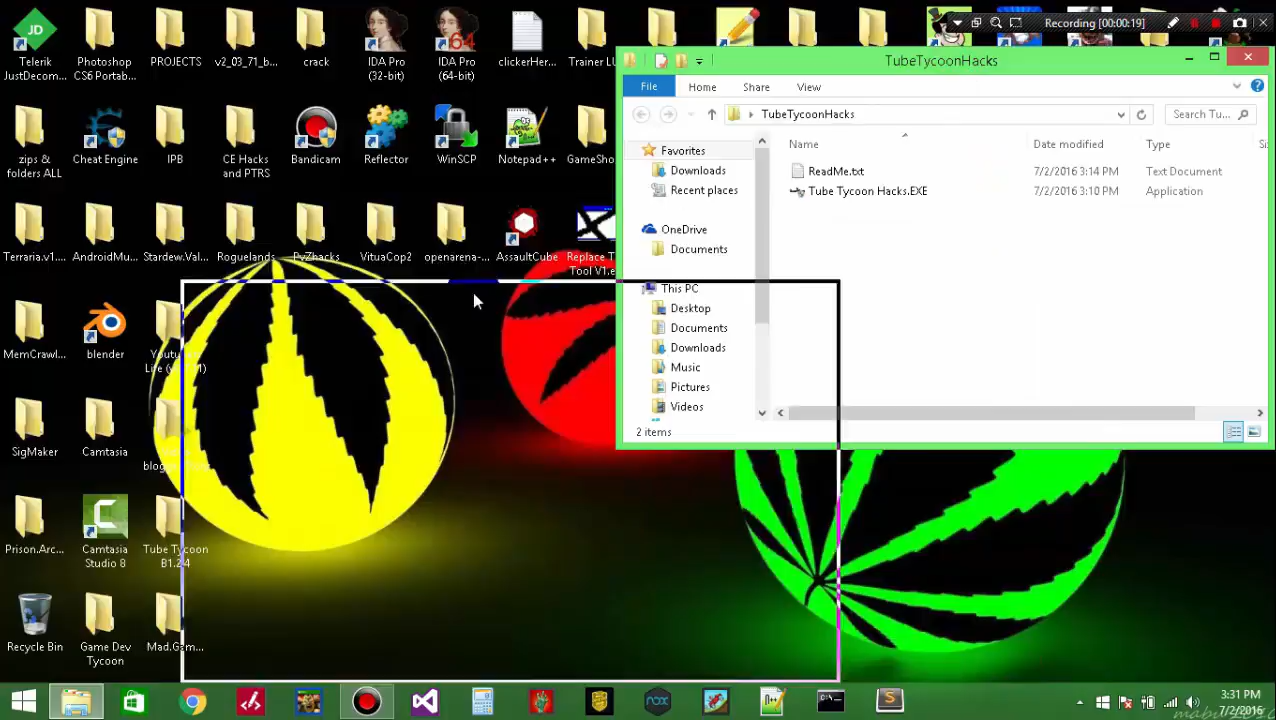 JD
64
Recording [00:00:19]
Telerik JustDecom...
Photoshop CS6 Portab...
PROJECTS
v2_03_71_b...
crack
IDA Pro (32-bit)
IDA Pro (64-bit)
clickerHer...
TubeTycoonHacks
File
Home
Share
View
TubeTycoonHacks
Search Tu...
Name
Date modified
Type
Favorites
Downloads
Recent places
OneDrive
Documents
This PC
Desktop
Documents
Downloads
Music
Pictures
Videos
ReadMe.txt
7/2/2016 3:14 PM
Text Document
Tube Tycoon Hacks.EXE
7/2/2016 3:10 PM
Application
2 items
zips & folders ALL
Cheat Engine
IPB
CE Hacks and PTRS
Bandicam
Reflector
WinSCP
Notepad++
GameSho...
Terraria.v1....
AndroidMu...
Stardew.Val...
Roguelands
PvZhacks
VituaCop2
openarena-...
AssaultCube
Replace T...
Tool V1.e...
MemCrawl...
blender
SigMaker
Camtasia
Prison.Arc...
Camtasia Studio 8
Tube Tycoon B1.2.4
Recycle Bin
Game Dev Tycoon
Mad.Gam...
nox
3:31 PM
7/2/2016